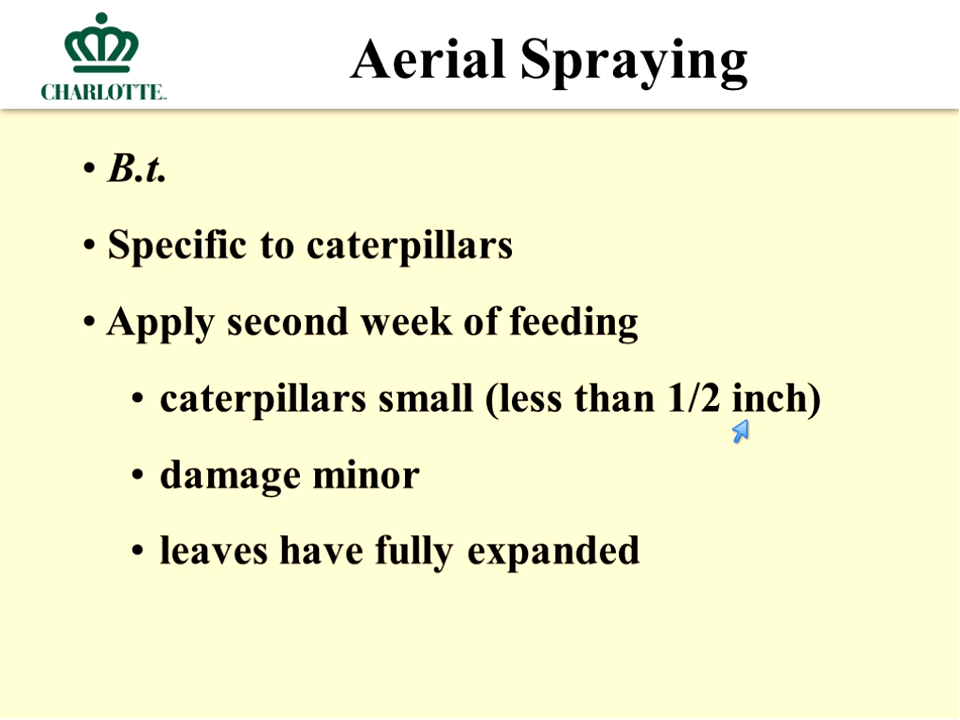 CHARLOTTE™
Aerial Spraying
• B.t.
• Specific to caterpillars
• Apply second week of feeding
• caterpillars small (less than 1/2 inch)
• damage minor
• leaves have fully expanded